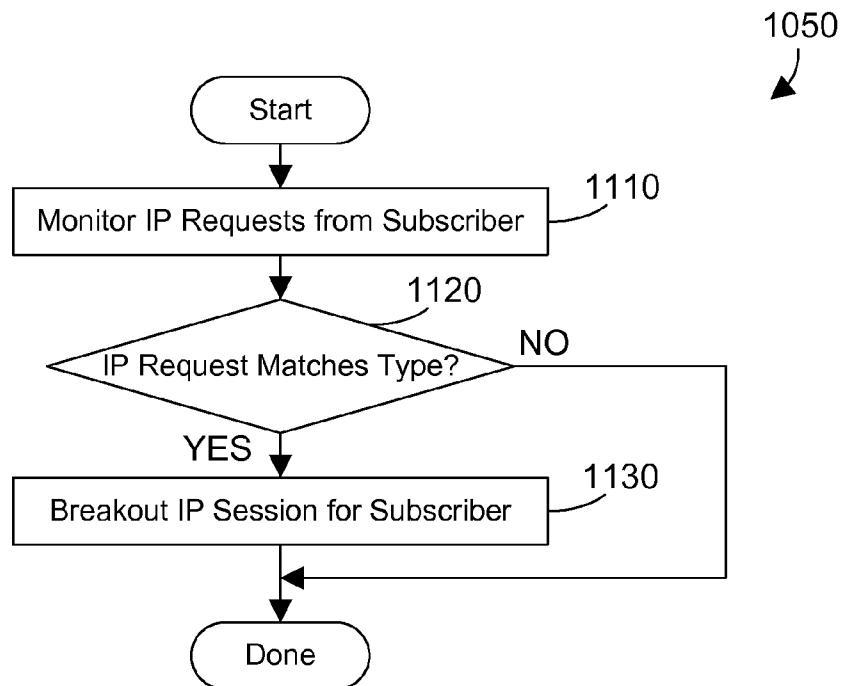 1050
Start
Monitor IP Requests from Subscriber
1110
1120
IP Request Matches Type?
NO
YES
1130
Breakout IP Session for Subscriber
Done